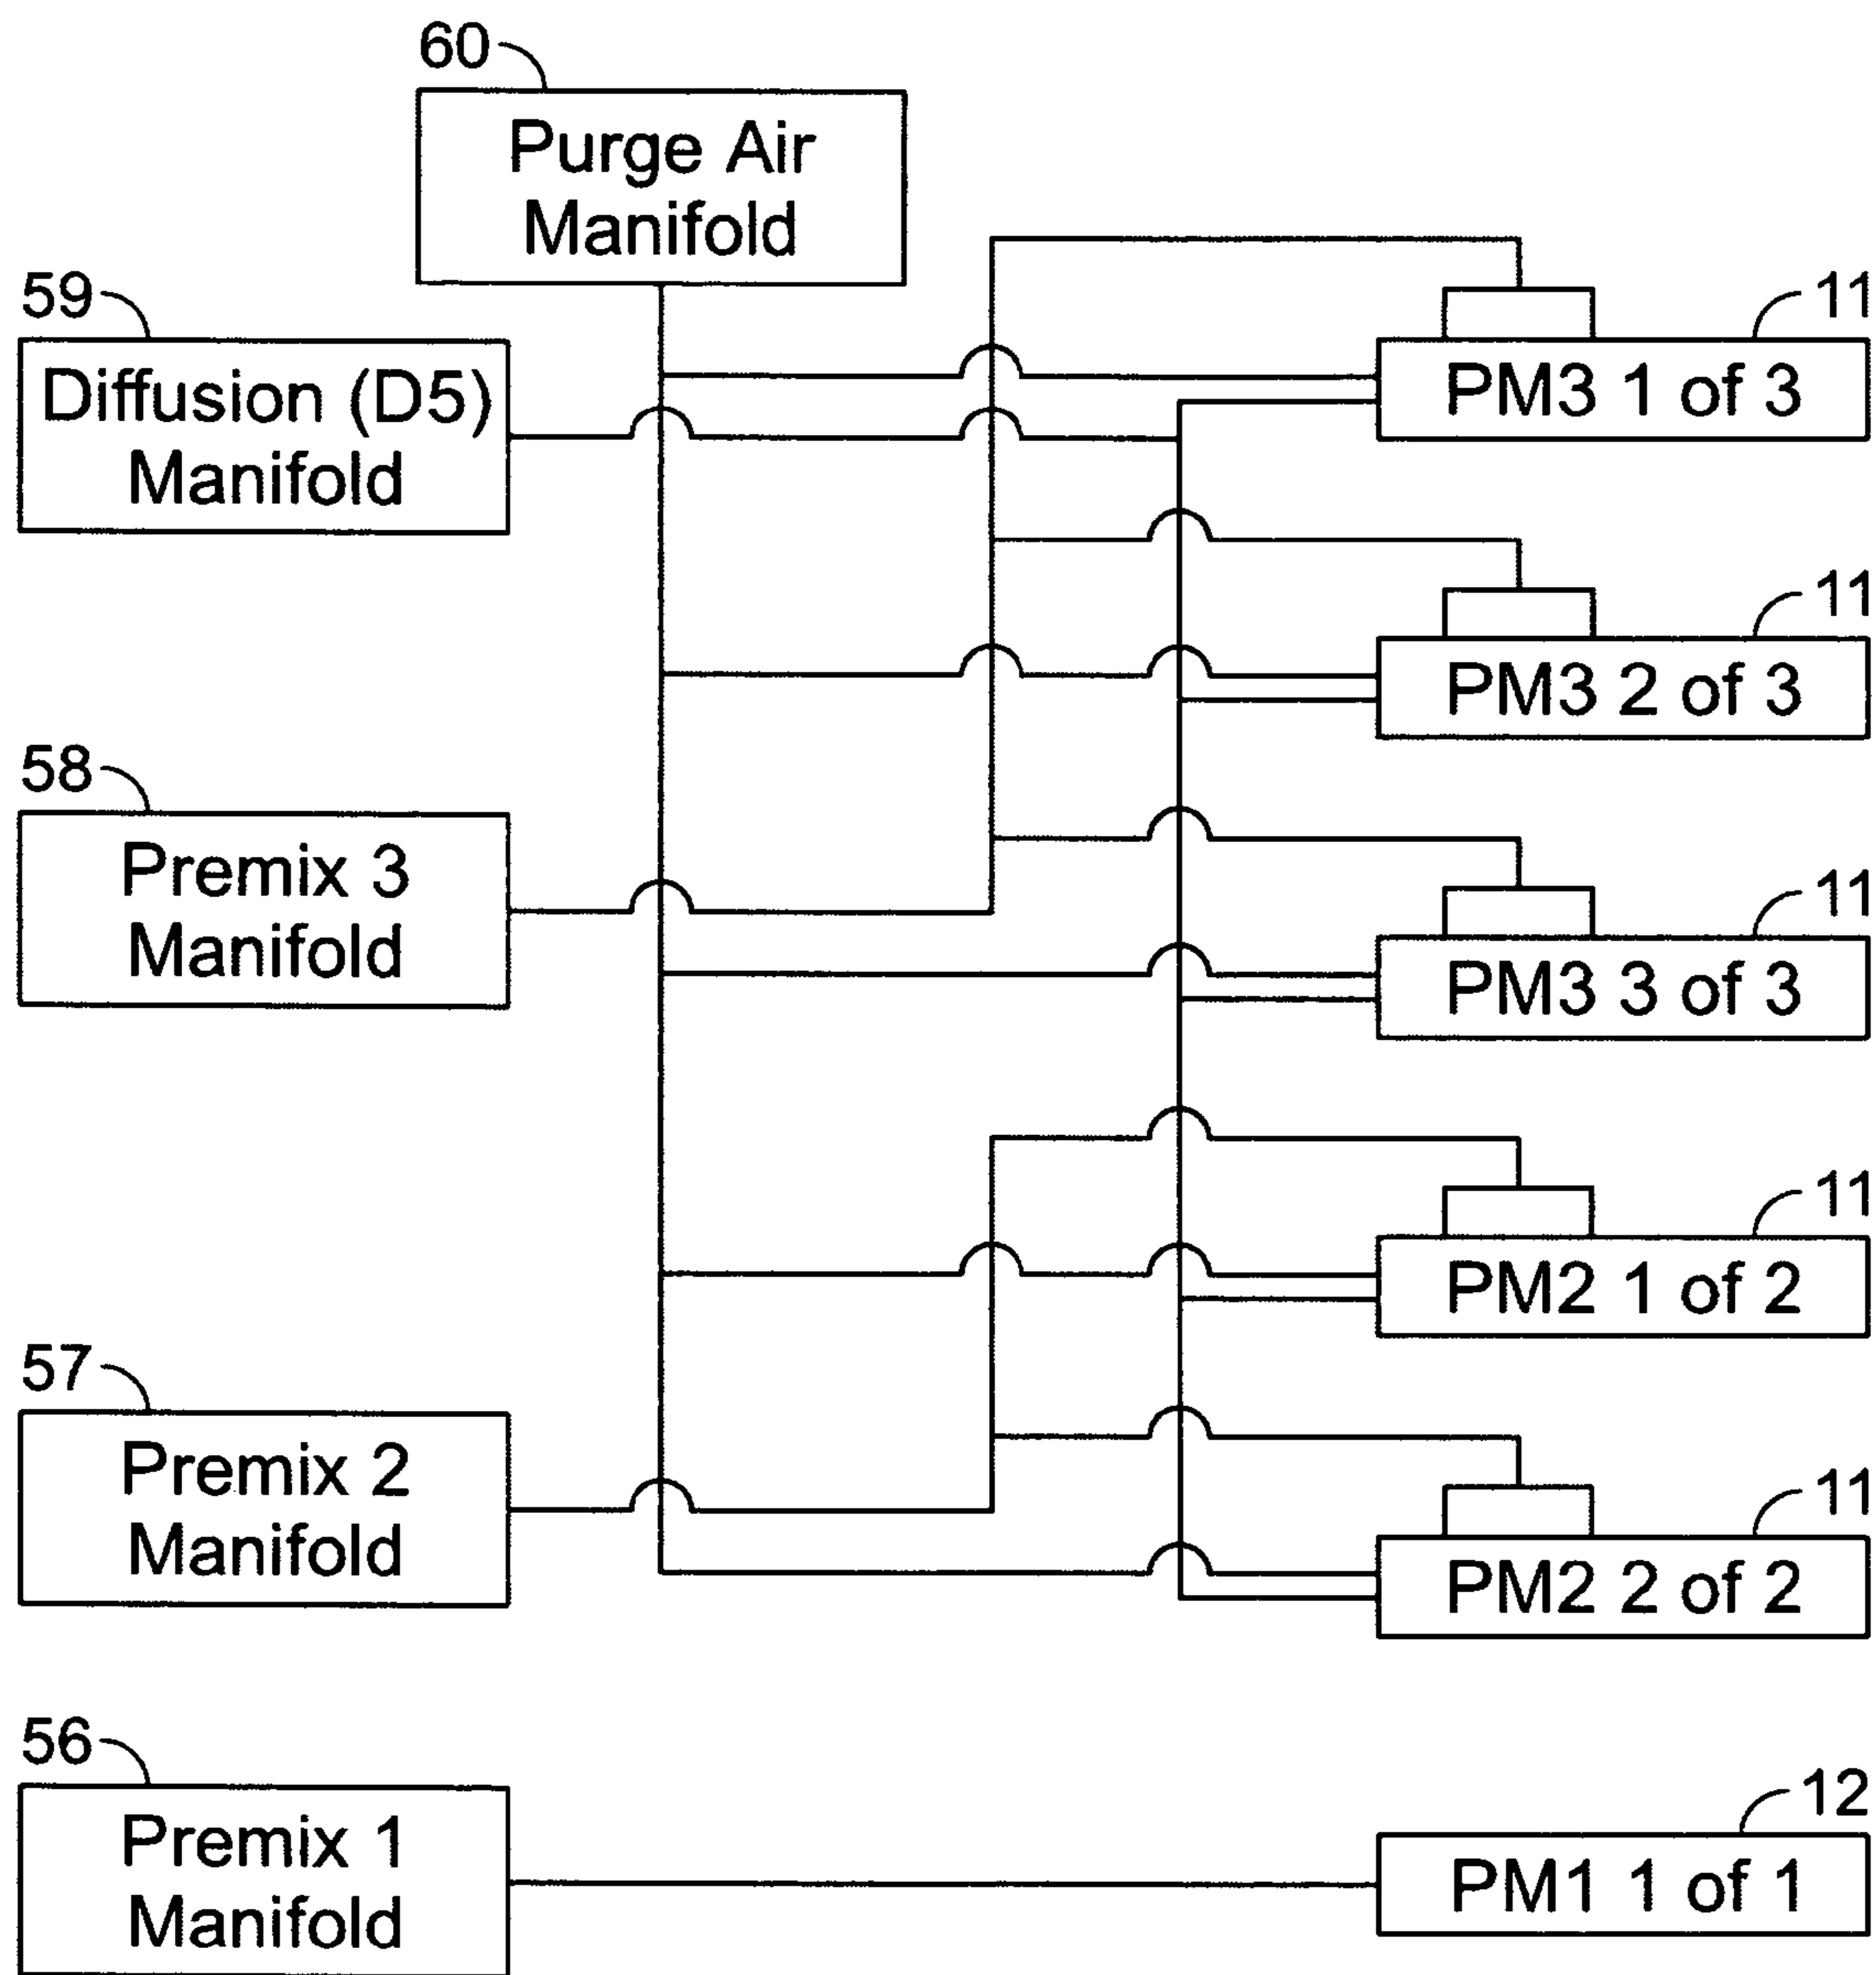 60
Purge Air
Manifold
59
Diffusion (D5)
Manifold
11
PM3 1 of 3
11
PM3 2 of 3
58
Premix 3
Manifold
11
PM3 3 of 3
11
PM2 1 of 2
57
Premix 2
Manifold
11
PM2 2 of 2
56
Premix 1
Manifold
12
PM1 1 of 1